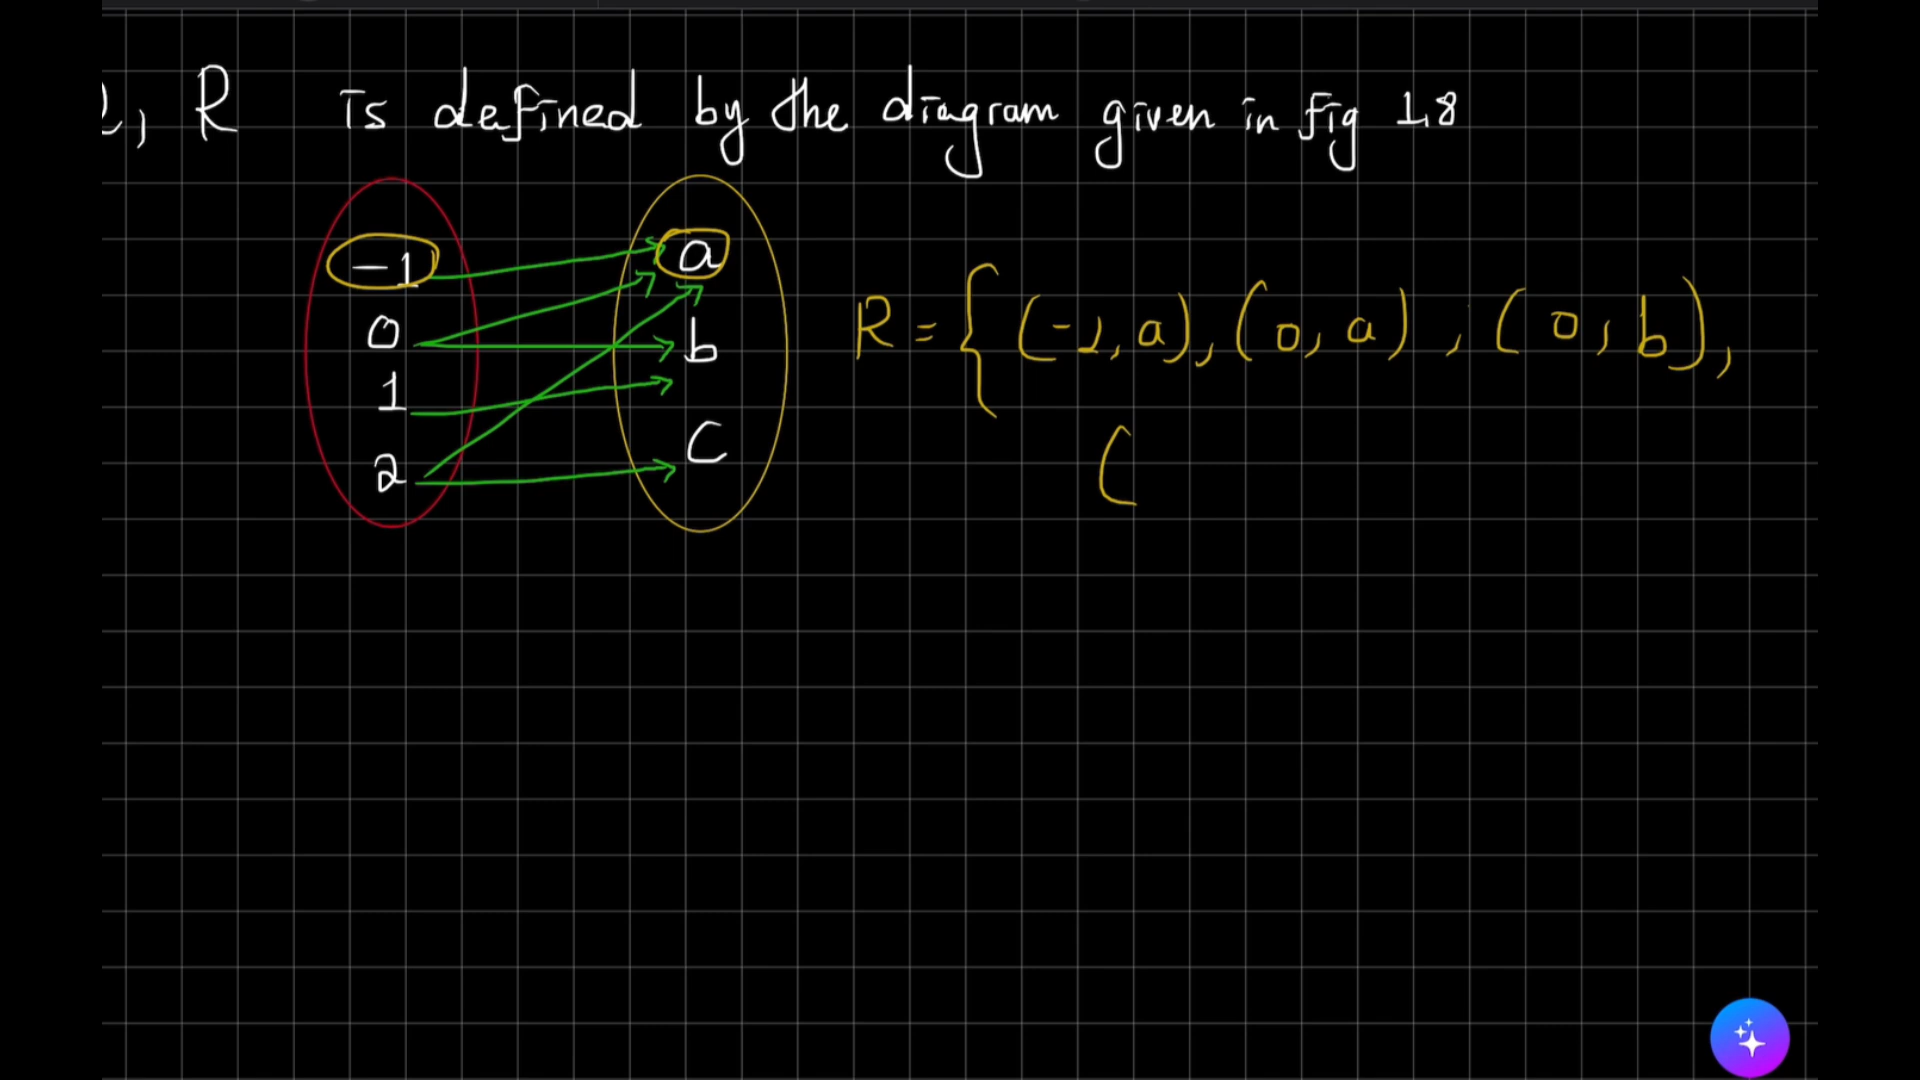 , R is defined by the diagram given in fig 1.8
-1 a
0 b
1
2 c
R = { (-1, a), (0, a), (0, b),
(